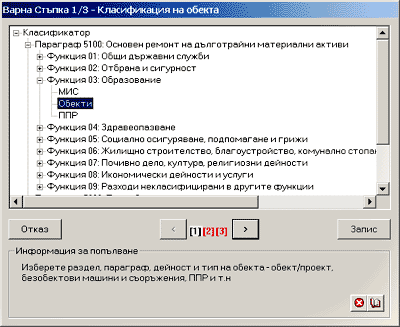 Варна Стъпка 1/3 - Класификация на обекта
Класификатор
Параграф 5100: Основен ремонт на дълготрайни материални активи
Функция 01: Общи държавни служби
Функция 02: Отбрана и сигурност
Функция 03: Образование
МИС
Обекти
ППР
Функция 04: Здравеопазване
Функция 05: Социално осигуряване, подпомагане и грижи
Функция 06: Жилищно строителство, благоустройство, комунално стопа
Функция 07: Почивно дело, култура, религиозни дейности
Функция 08: Икономически дейности и услуги
Функция 09: Разходи некласифицирани в другите функции
Отказ < [1] [2] [3] > Запис
Информация за попълване
Изберете раздел, параграф, дейност и тип на обекта - обект/проект,
безобектови машини и съоръжения, ППР и т.н